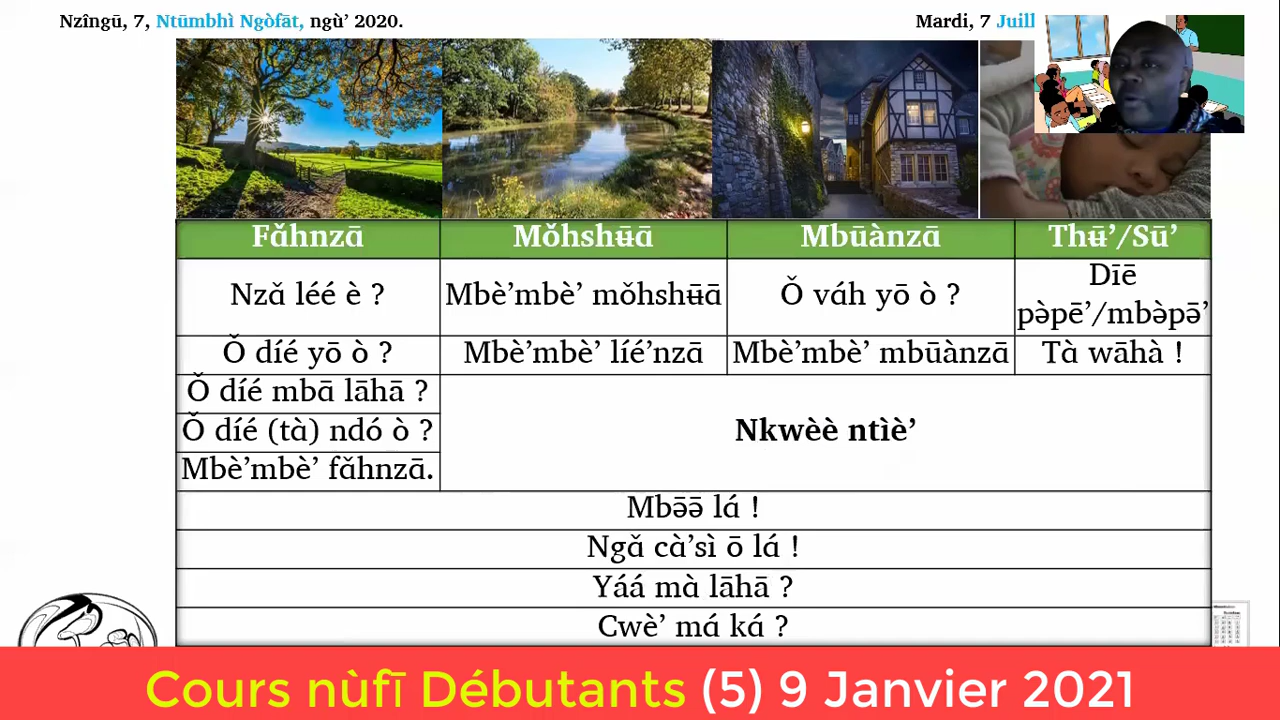 Nzîngū, 7, Ntūmbhì Ngòfāt, ngù’ 2020.
Mardi, 7 Juill
Fǎhnzā Mǒhshʉ̄ā Mbūànzā Thʉ̄’/Sū’
Nzǎ léé è ? Mbè’mbè’ mǒhshʉ̄ā Ǒ váh yō ò ? Dīē pə̀pē’/mbə̀pə̄’
Ǒ díé yō ò ? Mbè’mbè’ líé’nzā Mbè’mbè’ mbūànzā Tà wāhà !
Ǒ díé mbā lāhā ?
Ǒ díé (tà) ndó ò ?
Mbè’mbè’ fǎhnzā.
Nkwèè ntìè’
Mbə̄ə̄ lá !
Ngǎ cà’sì ō lá !
Yáá mà lāhā ?
Cwè’ má ká ?
Cours nùfī Débutants (5) 9 Janvier 2021